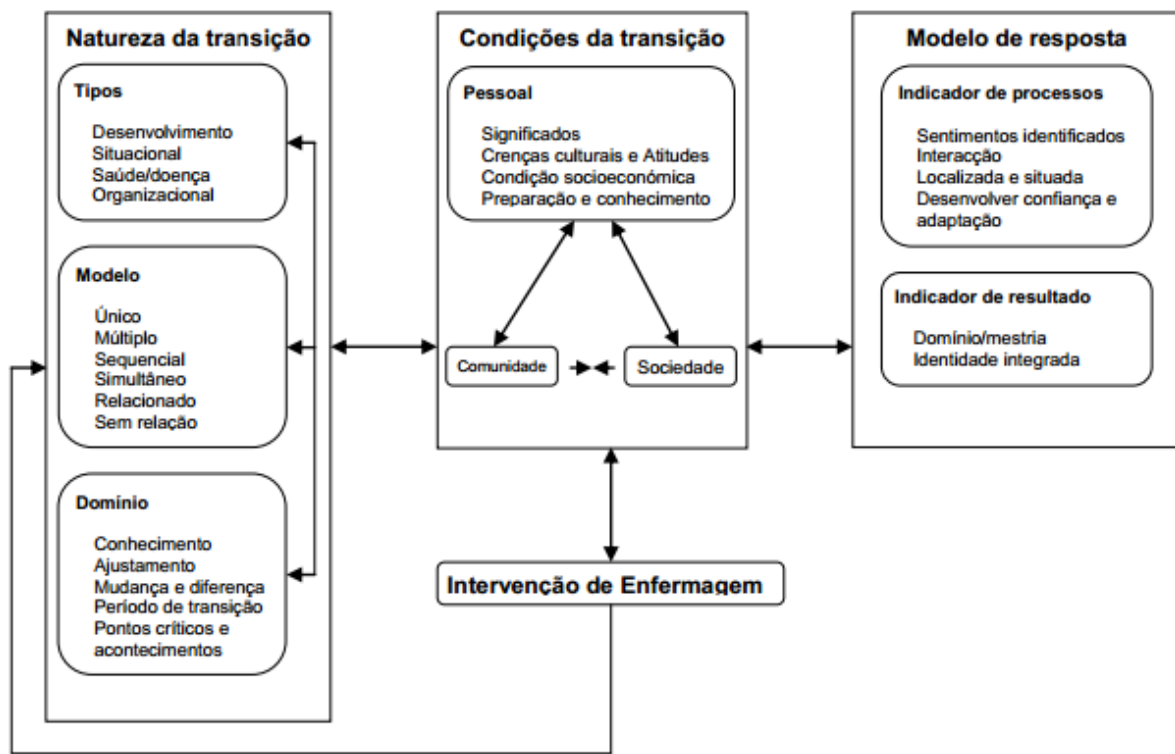 Natureza da transição
Tipos
Desenvolvimento
Situacional
Saúde/doença
Organizacional
Modelo
Único
Múltiplo
Sequencial
Simultâneo
Relacionado
Sem relação
Domínio
Conhecimento
Ajustamento
Mudança e diferença
Período de transição
Pontos críticos e
acontecimentos
Condições da transição
Pessoal
Significados
Crenças culturais e Atitudes
Condição socioeconómica
Preparação e conhecimento
Comunidade
Sociedade
Intervenção de Enfermagem
Modelo de resposta
Indicador de processos
Sentimentos identificados
Interacção
Localizada e situada
Desenvolver confiança e
adaptação
Indicador de resultado
Domínio/mestria
Identidade integrada